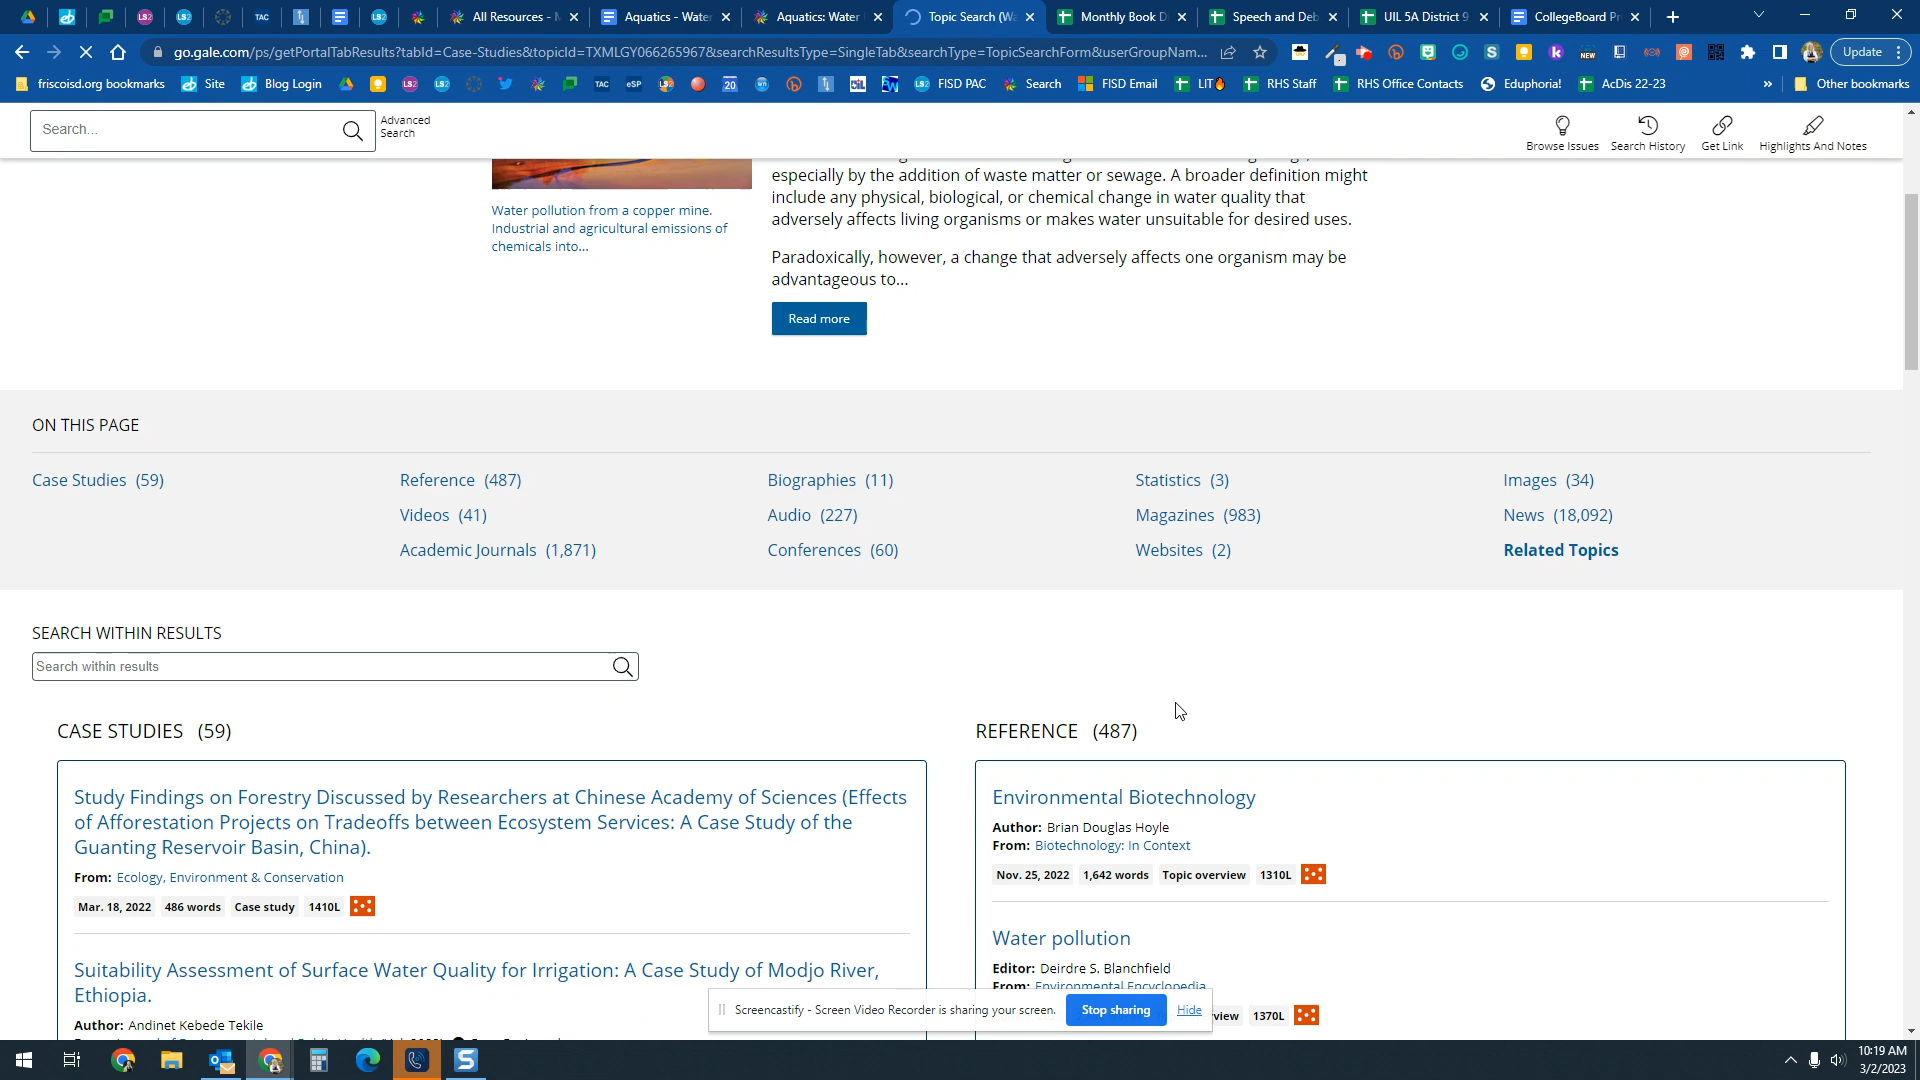 All Resources - M
Aquatics - Water
Aquatics: Water
Topic Search (Wa
Monthly Book D
Speech and Deb
UIL 5A District 9
CollegeBoard Pr
go.gale.com/ps/getPortalTabResults?tabId=Case-Studies&topicId=TXMLGY066265967&searchResultsType=SingleTab&searchType=TopicSearchForm&userGroupNam...
Update
friscoisd.org bookmarks
Site
Blog Login
FISD PAC
Search
FISD Email
LIT🔥
RHS Staff
RHS Office Contacts
Eduphoria!
AcDis 22-23
»
Other bookmarks
Search...
Advanced
Search
Browse Issues
Search History
Get Link
Highlights And Notes
especially by the addition of waste matter or sewage. A broader definition might
include any physical, biological, or chemical change in water quality that
adversely affects living organisms or makes water unsuitable for desired uses.
Water pollution from a copper mine.
Industrial and agricultural emissions of
chemicals into...
Paradoxically, however, a change that adversely affects one organism may be
advantageous to...
Read more
ON THIS PAGE
Case Studies (59)
Reference (487)
Biographies (11)
Statistics (3)
Images (34)
Videos (41)
Audio (227)
Magazines (983)
News (18,092)
Academic Journals (1,871)
Conferences (60)
Websites (2)
Related Topics
SEARCH WITHIN RESULTS
Search within results
CASE STUDIES (59)
Study Findings on Forestry Discussed by Researchers at Chinese Academy of Sciences (Effects
of Afforestation Projects on Tradeoffs between Ecosystem Services: A Case Study of the
Guanting Reservoir Basin, China).
From: Ecology, Environment & Conservation
Mar. 18, 2022 486 words Case study 1410L
Suitability Assessment of Surface Water Quality for Irrigation: A Case Study of Modjo River,
Ethiopia.
Author: Andinet Kebede Tekile
REFERENCE (487)
Environmental Biotechnology
Author: Brian Douglas Hoyle
From: Biotechnology: In Context
Nov. 25, 2022 1,642 words Topic overview 1310L
Water pollution
Editor: Deirdre S. Blanchfield
From: Environmental Encyclopedia
view 1370L
Screencastify - Screen Video Recorder is sharing your screen.
Stop sharing
Hide
10:19 AM
3/2/2023